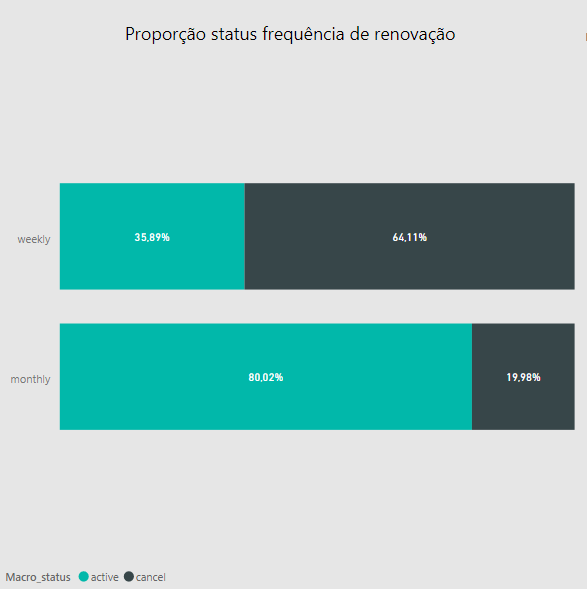 Proporção status frequência de renovação
weekly 35,89% 64,11%
monthly 80,02% 19,98%
Macro_status active cancel